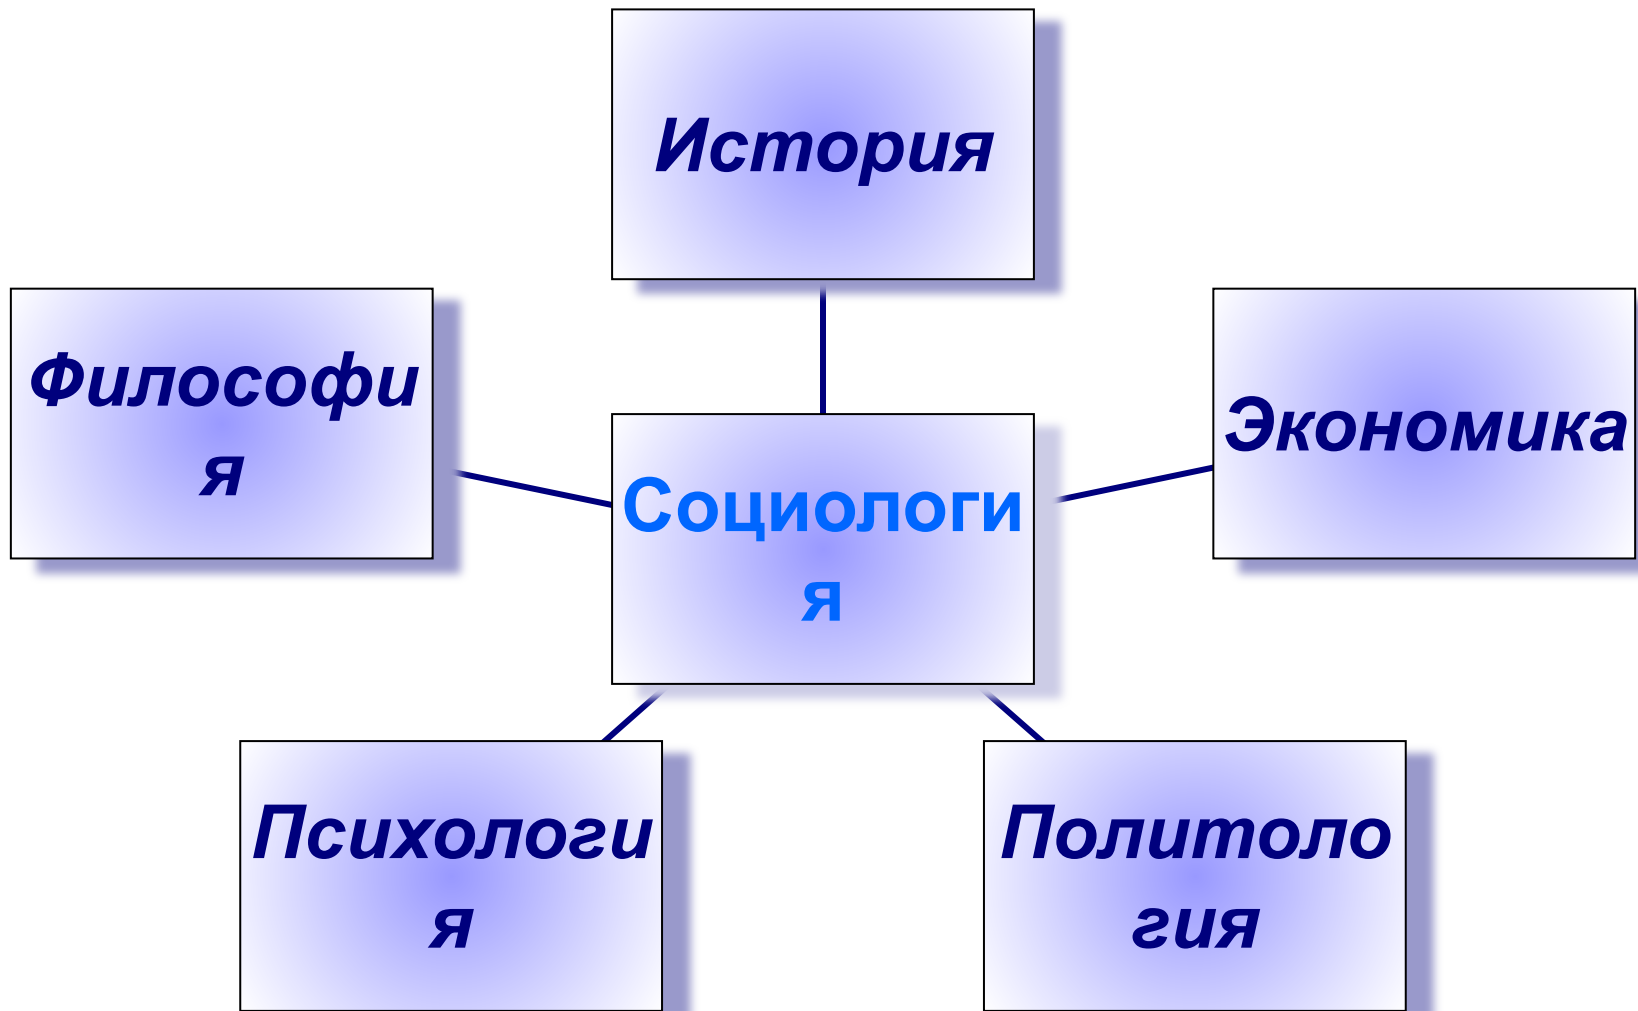 История
Философи
я
Экономика
Социологи
я
Психологи
я
Политоло
гия